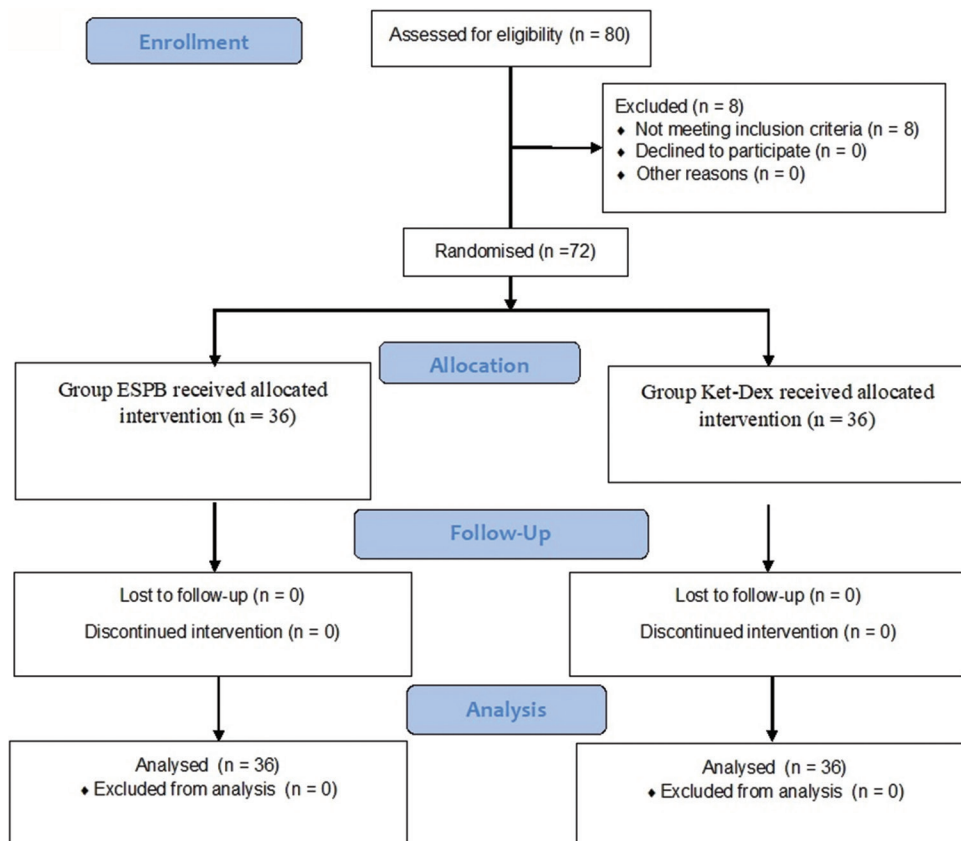 Enrollment
Assessed for eligibility (n = 80)
Excluded (n = 8)
♦ Not meeting inclusion criteria (n = 8)
♦ Declined to participate (n = 0)
♦ Other reasons (n = 0)
Randomised (n =72)
Allocation
Group ESPB received allocated
intervention (n = 36)
Group Ket-Dex received allocated
intervention (n = 36)
Follow-Up
Lost to follow-up (n = 0)
Discontinued intervention (n = 0)
Lost to follow-up (n = 0)
Discontinued intervention (n = 0)
Analysis
Analysed (n = 36)
♦ Excluded from analysis (n = 0)
Analysed (n = 36)
♦ Excluded from analysis (n = 0)